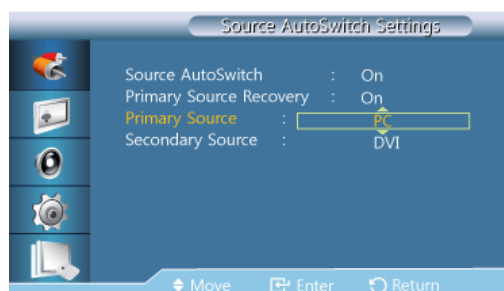 Source AutoSwitch Settings
Source AutoSwitch : On
Primary Source Recovery : On
Primary Source : PC
Secondary Source : DVI
Move Enter Return